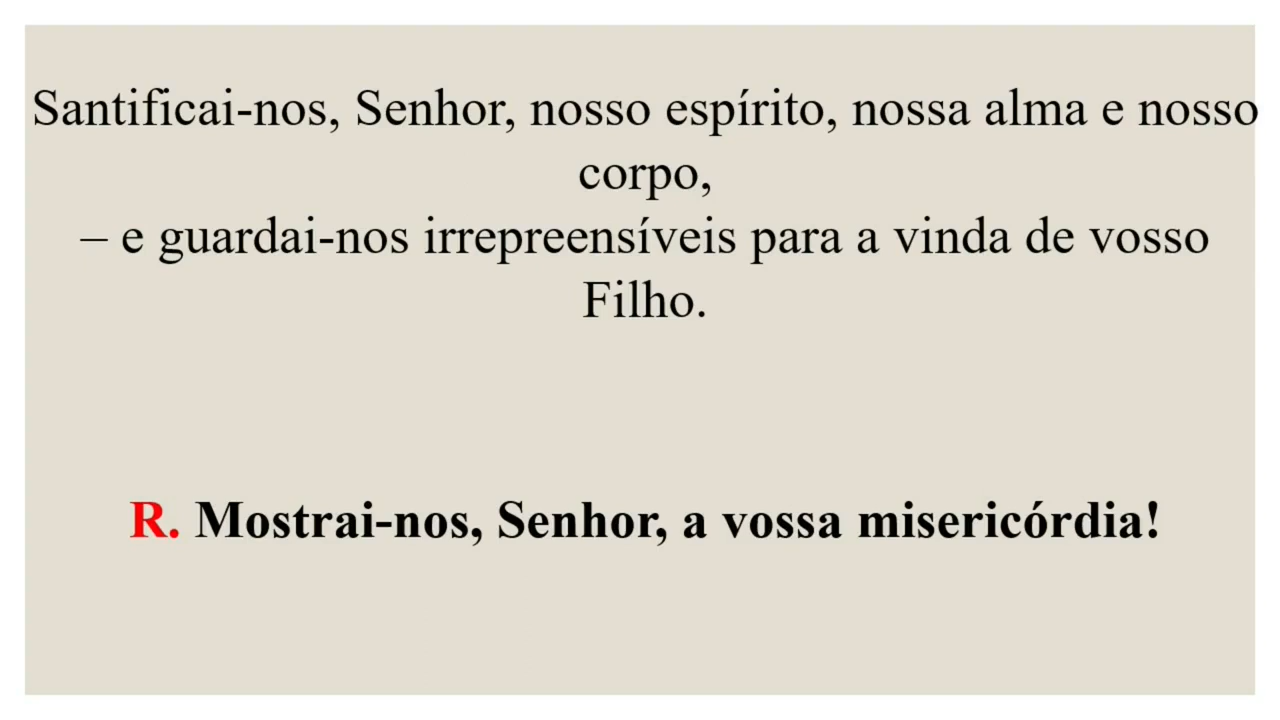 Santificai-nos, Senhor, nosso espírito, nossa alma e nosso
corpo,
– e guardai-nos irrepreensíveis para a vinda de vosso
Filho.
R. Mostrai-nos, Senhor, a vossa misericórdia!